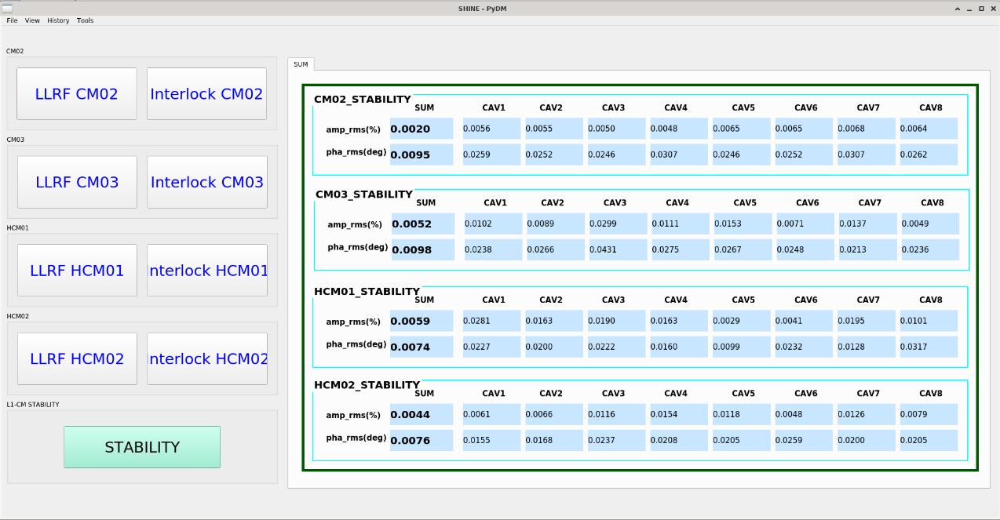 SHINE - PyDM
File View History Tools
CM02
LLRF CM02 Interlock CM02
CM03
LLRF CM03 Interlock CM03
HCM01
LLRF HCM01 nterlock HCM01
HCM02
LLRF HCM02 nterlock HCM02
L1-CM STABILITY
STABILITY
SUM
CM02_STABILITY
SUM CAV1 CAV2 CAV3 CAV4 CAV5 CAV6 CAV7 CAV8
amp_rms(%) 0.0020 0.0056 0.0055 0.0050 0.0048 0.0065 0.0065 0.0068 0.0064
pha_rms(deg) 0.0095 0.0259 0.0252 0.0246 0.0307 0.0246 0.0252 0.0307 0.0262
CM03_STABILITY
SUM CAV1 CAV2 CAV3 CAV4 CAV5 CAV6 CAV7 CAV8
amp_rms(%) 0.0052 0.0102 0.0089 0.0299 0.0111 0.0153 0.0071 0.0137 0.0049
pha_rms(deg) 0.0098 0.0238 0.0266 0.0431 0.0275 0.0267 0.0248 0.0213 0.0236
HCM01_STABILITY
SUM CAV1 CAV2 CAV3 CAV4 CAV5 CAV6 CAV7 CAV8
amp_rms(%) 0.0059 0.0281 0.0163 0.0190 0.0163 0.0029 0.0041 0.0195 0.0101
pha_rms(deg) 0.0074 0.0227 0.0200 0.0222 0.0160 0.0099 0.0232 0.0128 0.0317
HCM02_STABILITY
SUM CAV1 CAV2 CAV3 CAV4 CAV5 CAV6 CAV7 CAV8
amp_rms(%) 0.0044 0.0061 0.0066 0.0116 0.0154 0.0118 0.0048 0.0126 0.0079
pha_rms(deg) 0.0076 0.0155 0.0168 0.0237 0.0208 0.0205 0.0259 0.0200 0.0205